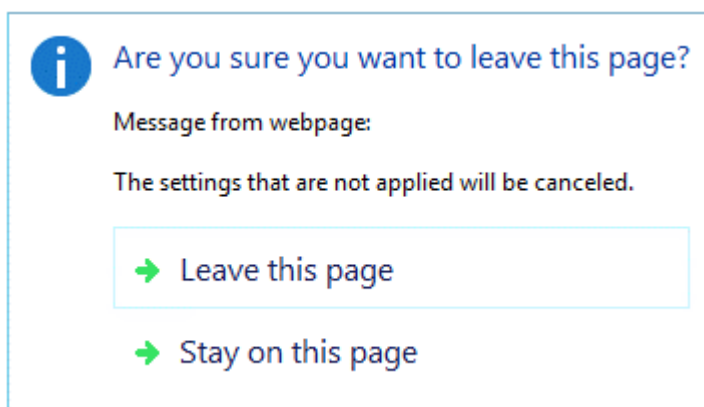 Are you sure you want to leave this page?
Message from webpage:
The settings that are not applied will be canceled.
Leave this page
Stay on this page